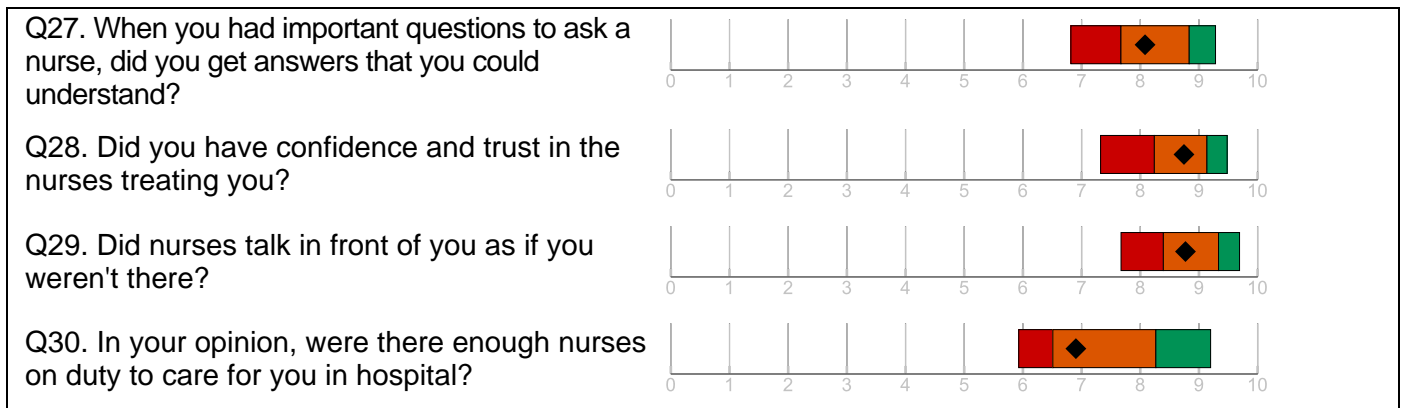 Q27. When you had important questions to ask a
nurse, did you get answers that you could
understand?
0 1 2 3 4 5 6 7 8 9 10
Q28. Did you have confidence and trust in the
nurses treating you?
0 1 2 3 4 5 6 7 8 9 10
Q29. Did nurses talk in front of you as if you
weren't there?
0 1 2 3 4 5 6 7 8 9 10
Q30. In your opinion, were there enough nurses
on duty to care for you in hospital?
0 1 2 3 4 5 6 7 8 9 10